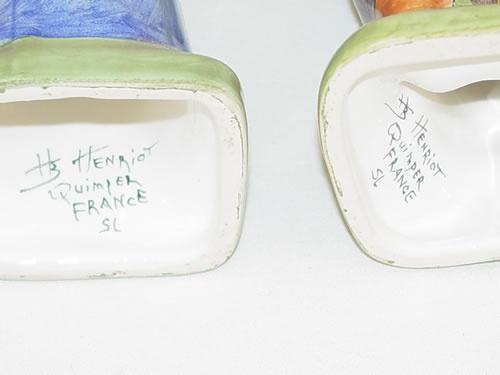 HB HENRIOT
QUIMPER
FRANCE
SL
HB HENRIOT
QUIMPER
FRANCE
SL